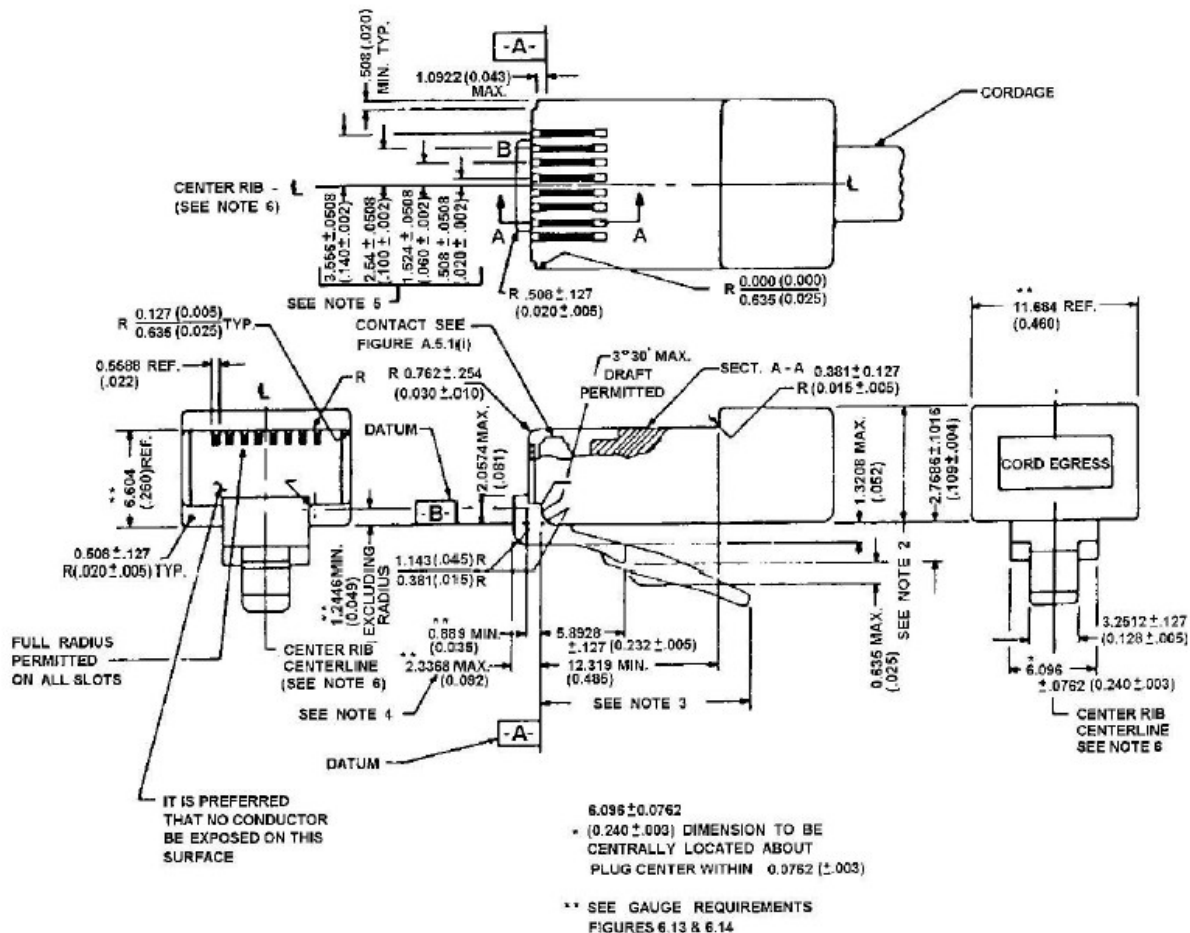 -A-
.508 (.020)
MIN. TYP.
1.0922 (0.043)
MAX.
CORDAGE
B
CENTER RIB -
(SEE NOTE 6)
A
A
3.556 ±.0508
(.140±.002)
2.54±.0508
(.100 ±.002)
1.524 ±.0508
(.060 ±.002)
.508 ±.0508
(.020 ±.002)
SEE NOTE 5
R .508±.127
(0.020±.005)
R 0.000 (0.000)
0.635 (0.025)
R 0.127 (0.005)
0.635 (0.025) TYP.
CONTACT SEE
FIGURE A.5.1(i)
** 11.684 REF.
(0.460)
0.5588 REF.
(.022)
R
R 0.762±.254
(0.030±.010)
3°30' MAX.
DRAFT
PERMITTED
SECT. A-A
0.381±0.127
R (0.015±.005)
DATUM
** 6.604
(.260) REF.
2.0574 MAX.
(.081)
1.3208 MAX.
(.052)
2.7686±.1016
(.109±.004)
CORD EGRESS
-B-
0.508±.127
R(.020±.005) TYP.
** 1.2446 MIN.
(0.049)
EXCLUDING
RADIUS
1.143(.045) R
0.381(.015) R
SEE NOTE 2
FULL RADIUS
PERMITTED
ON ALL SLOTS
** 0.889 MIN.
(0.035)
5.8928
±.127 (0.232±.005)
0.635 MAX.
(.025)
3.2512±.127
(0.128±.005)
CENTER RIB
CENTERLINE
(SEE NOTE 6)
** 2.3368 MAX.
(0.092)
12.319 MIN.
(0.485)
* 6.096
±.0762 (0.240±.003)
SEE NOTE 4
SEE NOTE 3
-A-
DATUM
CENTER RIB
CENTERLINE
SEE NOTE 6
IT IS PREFERRED
THAT NO CONDUCTOR
BE EXPOSED ON THIS
SURFACE
6.096±0.0762
* (0.240±.003) DIMENSION TO BE
CENTRALLY LOCATED ABOUT
PLUG CENTER WITHIN 0.0762 (±.003)
** SEE GAUGE REQUIREMENTS
FIGURES 6.13 & 6.14